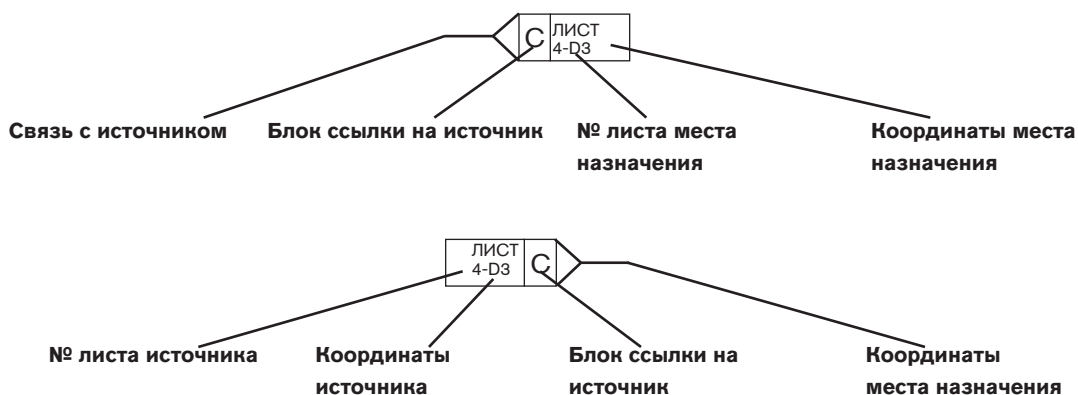 С ЛИСТ
4-D3
Связь с источником Блок ссылки на источник № листа места Координаты места
назначения назначения
ЛИСТ
4-D3 С
№ листа источника Координаты Блок ссылки на Координаты
источника источник места назначения